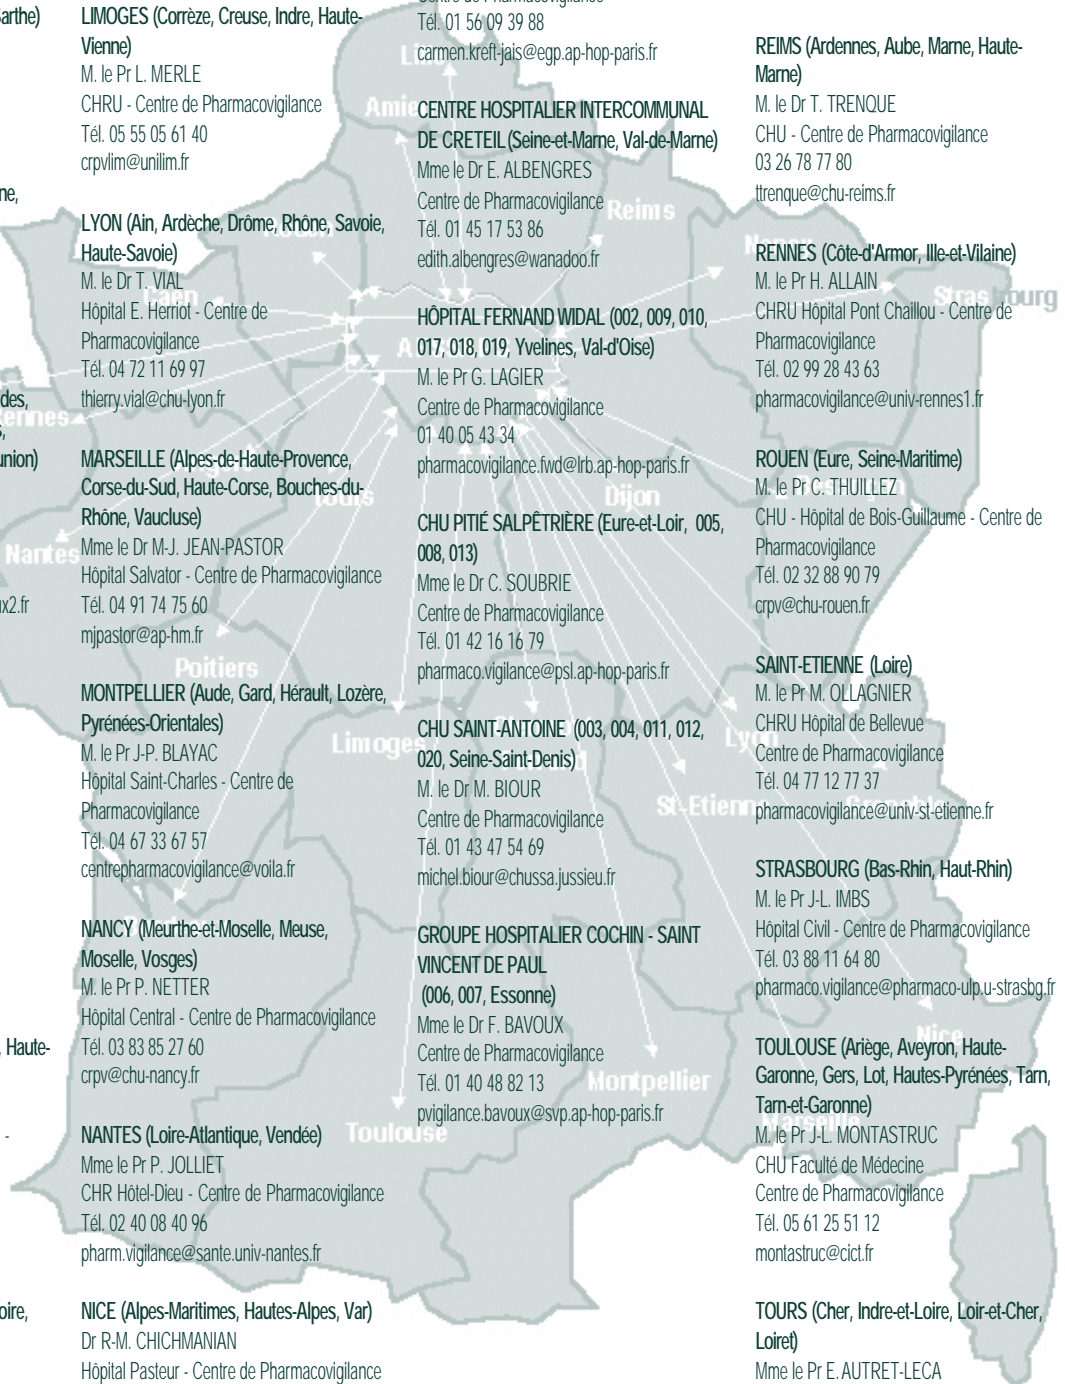 arthe)
ne,
des,
s,
union)
x2.fr
, Haute-
-
oire,
LIMOGES (Corrèze, Creuse, Indre, Haute-
Vienne)
M. le Pr L. MERLE
CHRU - Centre de Pharmacovigilance
Tél. 05 55 05 61 40
crpvlim@unilim.fr
LYON (Ain, Ardèche, Drôme, Rhône, Savoie,
Haute-Savoie)
M. le Dr T. VIAL
Hôpital E. Herriot - Centre de
Pharmacovigilance
Tél. 04 72 11 69 97
thierry.vial@chu-lyon.fr
MARSEILLE (Alpes-de-Haute-Provence,
Corse-du-Sud, Haute-Corse, Bouches-du-
Rhône, Vaucluse)
Mme le Dr M-J. JEAN-PASTOR
Hôpital Salvator - Centre de Pharmacovigilance
Tél. 04 91 74 75 60
mjpastor@ap-hm.fr
MONTPELLIER (Aude, Gard, Hérault, Lozère,
Pyrénées-Orientales)
M. le Pr J-P. BLAYAC
Hôpital Saint-Charles - Centre de
Pharmacovigilance
Tél. 04 67 33 67 57
centrepharmacovigilance@voila.fr
NANCY (Meurthe-et-Moselle, Meuse,
Moselle, Vosges)
M. le Pr P. NETTER
Hôpital Central - Centre de Pharmacovigilance
Tél. 03 83 85 27 60
crpv@chu-nancy.fr
NANTES (Loire-Atlantique, Vendée)
Mme le Pr P. JOLLIET
CHR Hôtel-Dieu - Centre de Pharmacovigilance
Tél. 02 40 08 40 96
pharm.vigilance@sante.univ-nantes.fr
NICE (Alpes-Maritimes, Hautes-Alpes, Var)
Dr R-M. CHICHMANIAN
Hôpital Pasteur - Centre de Pharmacovigilance
Centre de Pharmacovigilance
Tél. 01 56 09 39 88
carmen.kreft-jais@egp.ap-hop-paris.fr
CENTRE HOSPITALIER INTERCOMMUNAL
DE CRETEIL (Seine-et-Marne, Val-de-Marne)
Mme le Dr E. ALBENGRES
Centre de Pharmacovigilance
Tél. 01 45 17 53 86
edith.albengres@wanadoo.fr
HÔPITAL FERNAND WIDAL (002, 009, 010,
017, 018, 019, Yvelines, Val-d'Oise)
M. le Pr G. LAGIER
Centre de Pharmacovigilance
01 40 05 43 34
pharmacovigilance.fwd@lrb.ap-hop-paris.fr
CHU PITIÉ SALPÊTRIÈRE (Eure-et-Loir, 005,
008, 013)
Mme le Dr C. SOUBRIE
Centre de Pharmacovigilance
Tél. 01 42 16 16 79
pharmaco.vigilance@psl.ap-hop-paris.fr
CHU SAINT-ANTOINE (003, 004, 011, 012,
020, Seine-Saint-Denis)
M. le Dr M. BIOUR
Centre de Pharmacovigilance
Tél. 01 43 47 54 69
michel.biour@chussa.jussieu.fr
GROUPE HOSPITALIER COCHIN - SAINT
VINCENT DE PAUL
(006, 007, Essonne)
Mme le Dr F. BAVOUX
Centre de Pharmacovigilance
Tél. 01 40 48 82 13
pvigilance.bavoux@svp.ap-hop-paris.fr
REIMS (Ardennes, Aube, Marne, Haute-
Marne)
M. le Dr T. TRENQUE
CHU - Centre de Pharmacovigilance
03 26 78 77 80
ttrenque@chu-reims.fr
RENNES (Côte-d'Armor, Ille-et-Vilaine)
M. le Pr H. ALLAIN
CHRU Hôpital Pont Chaillou - Centre de
Pharmacovigilance
Tél. 02 99 28 43 63
pharmacovigilance@univ-rennes1.fr
ROUEN (Eure, Seine-Maritime)
M. le Pr C. THUILLEZ
CHU - Hôpital de Bois-Guillaume - Centre de
Pharmacovigilance
Tél. 02 32 88 90 79
crpv@chu-rouen.fr
SAINT-ETIENNE (Loire)
M. le Pr M. OLLAGNIER
CHRU Hôpital de Bellevue
Centre de Pharmacovigilance
Tél. 04 77 12 77 37
pharmacovigilance@univ-st-etienne.fr
STRASBOURG (Bas-Rhin, Haut-Rhin)
M. le Pr J-L. IMBS
Hôpital Civil - Centre de Pharmacovigilance
Tél. 03 88 11 64 80
pharmaco.vigilance@pharmaco-ulp.u-strasbg.fr
TOULOUSE (Ariège, Aveyron, Haute-
Garonne, Gers, Lot, Hautes-Pyrénées, Tarn,
Tarn-et-Garonne)
M. le Pr J-L. MONTASTRUC
CHU Faculté de Médecine
Centre de Pharmacovigilance
Tél. 05 61 25 51 12
montastruc@cict.fr
TOURS (Cher, Indre-et-Loire, Loir-et-Cher,
Loiret)
Mme le Pr E. AUTRET-LECA
Reims
Nancy
Caen
Strasbourg
Rennes
Tours
Dijon
Nantes
Poitiers
Limoges
Lyon
St-Etienne
Nice
Montpellier
Marseille
Toulouse